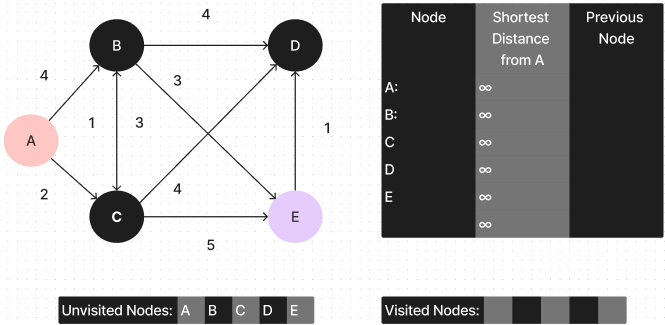 4
B
D
4
3
1
3
1
A
2
4
C
E
5
Node
Shortest
Distance
from A
Previous
Node
A:
∞
B:
∞
C
∞
D
∞
E
∞
∞
Unvisited Nodes: A B C D E
Visited Nodes: